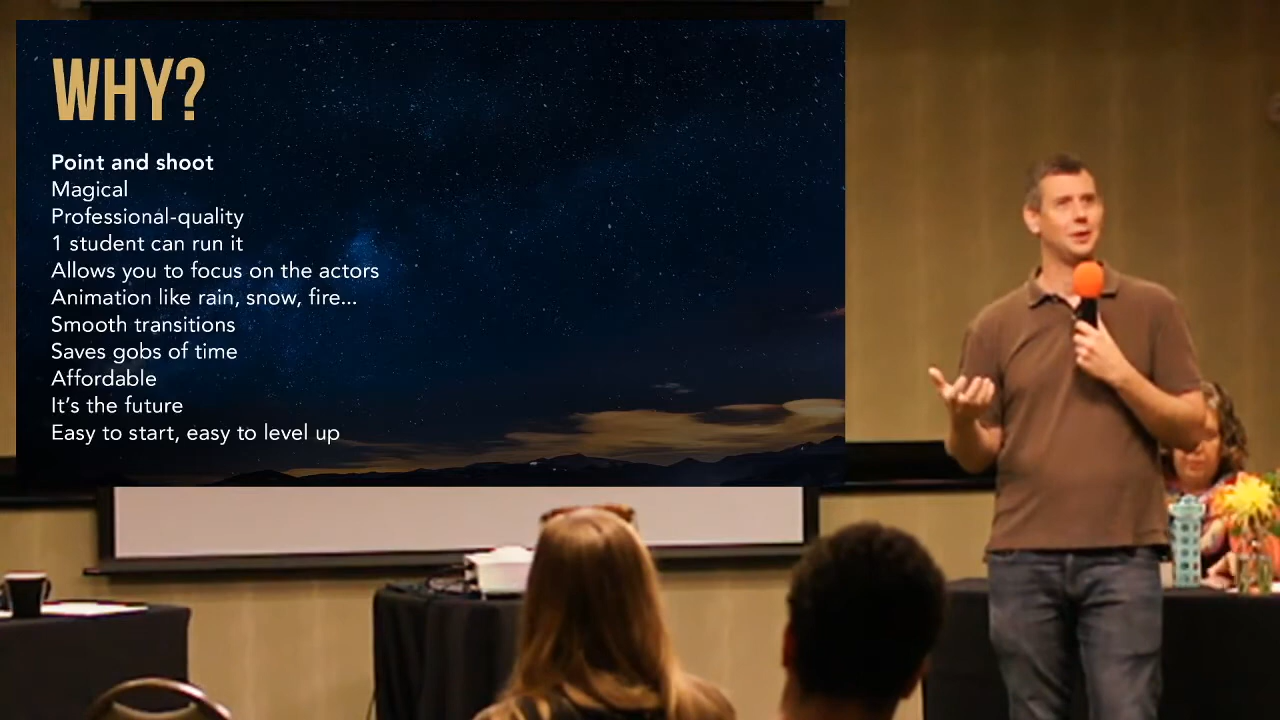 WHY?
Point and shoot
Magical
Professional-quality
1 student can run it
Allows you to focus on the actors
Animation like rain, snow, fire...
Smooth transitions
Saves gobs of time
Affordable
It's the future
Easy to start, easy to level up